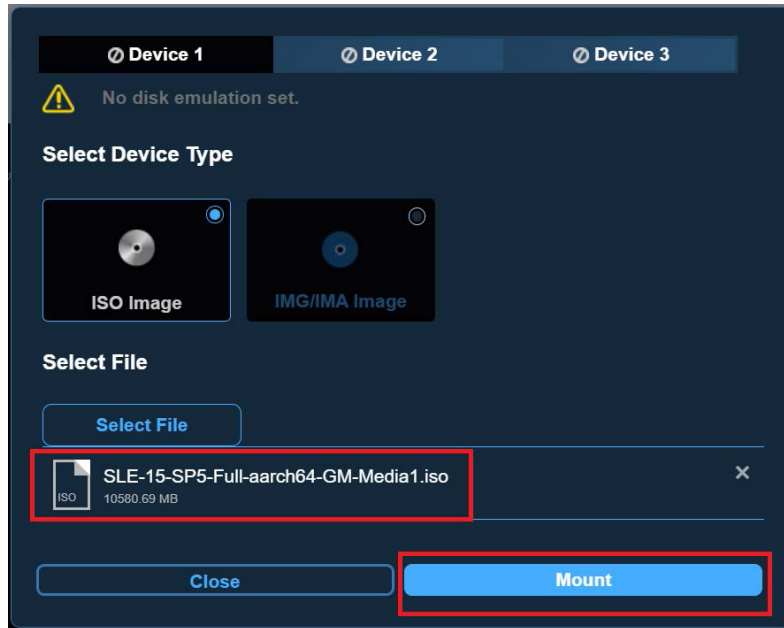 Device 1 Device 2 Device 3
No disk emulation set.
Select Device Type
ISO Image IMG/IMA Image
Select File
Select File
SLE-15-SP5-Full-aarch64-GM-Media1.iso
ISO 10580.69 MB
Close Mount